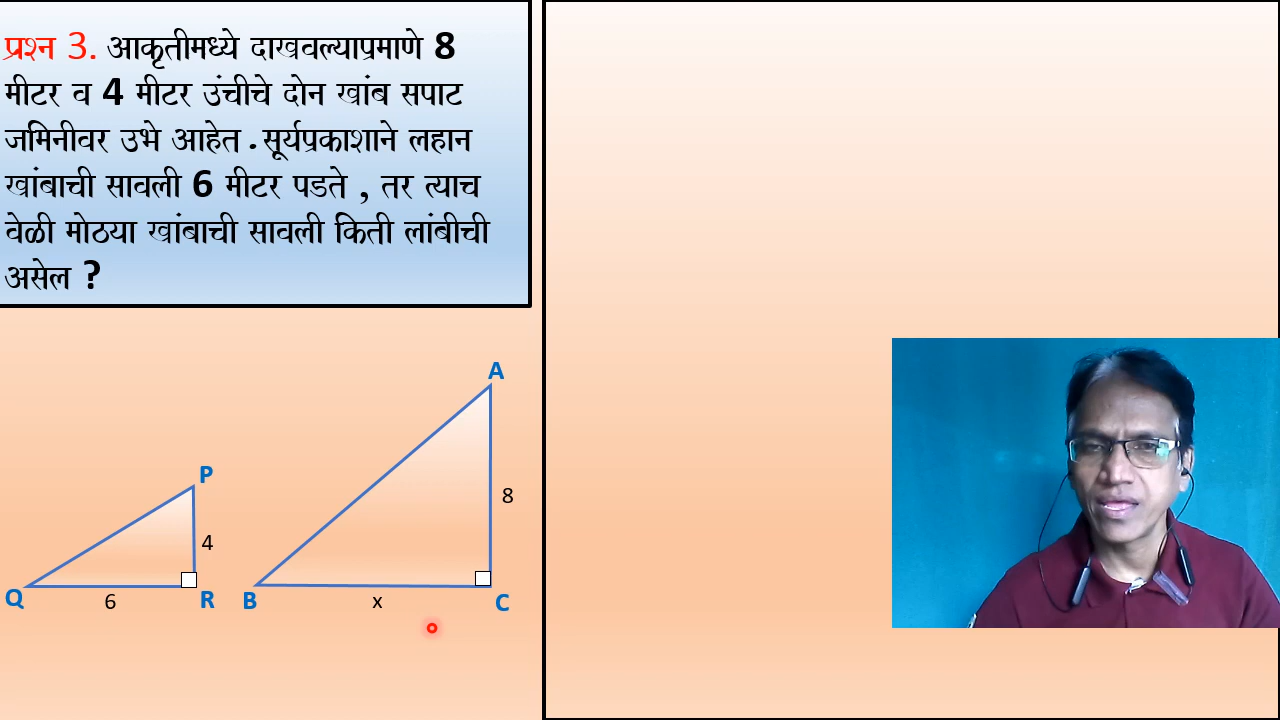 प्रश्न 3. आकृतीमध्ये दाखवल्याप्रमाणे 8
मीटर व 4 मीटर उंचीचे दोन खांब सपाट
जमिनीवर उभे आहेत . सूर्यप्रकाशाने लहान
खांबाची सावली 6 मीटर पडते , तर त्याच
वेळी मोठया खांबाची सावली किती लांबीची
असेल ?
A
P
8
4
Q
6
R
B
x
C